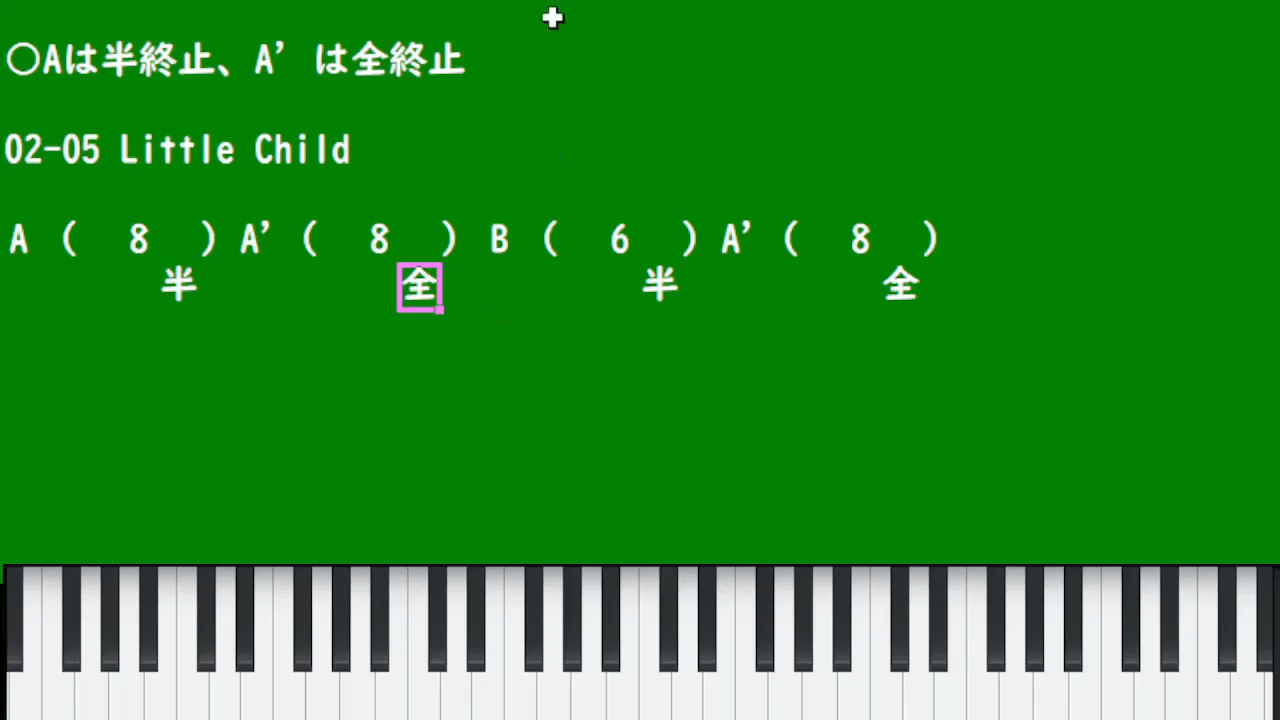 ○Aは半終止、A’は全終止
02-05 Little Child
A ( 8 ) A’( 8 ) B ( 6 ) A’( 8 )
半 全 半 全